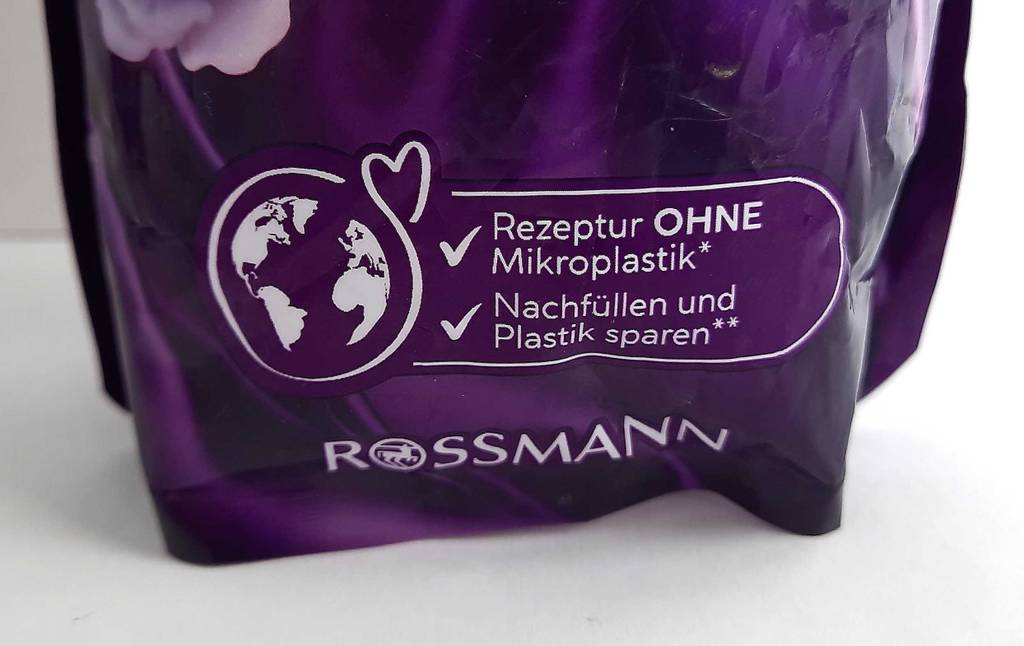 Rezeptur OHNE
Mikroplastik*
Nachfüllen und
Plastik sparen**
ROSSMANN